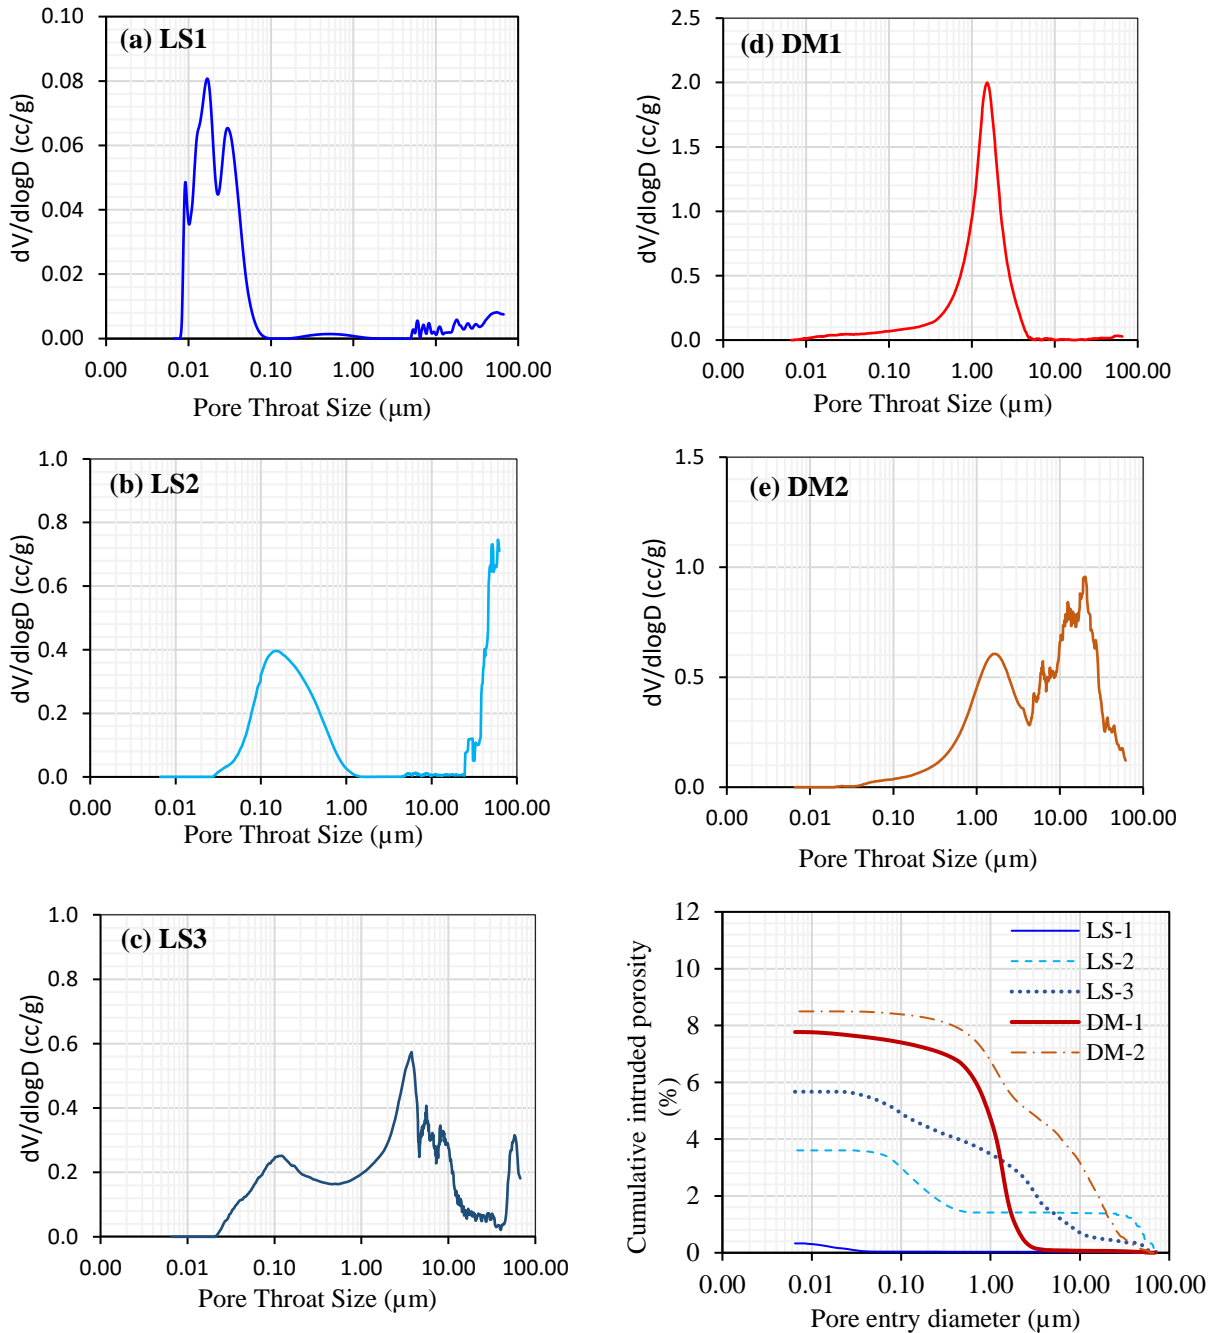 (a) LS1
dV/dlogD (cc/g)
0.10
0.08
0.06
0.04
0.02
0.00
0.00 0.01 0.10 1.00 10.00 100.00
Pore Throat Size (µm)
(d) DM1
dV/dlogD (cc/g)
2.5
2.0
1.5
1.0
0.5
0.0
0.00 0.01 0.10 1.00 10.00 100.00
Pore Throat Size (µm)
(b) LS2
dV/dlogD (cc/g)
1.0
0.8
0.6
0.4
0.2
0.0
0.00 0.01 0.10 1.00 10.00 100.00
Pore Throat Size (µm)
(e) DM2
dV/dlogD (cc/g)
1.5
1.0
0.5
0.0
0.00 0.01 0.10 1.00 10.00 100.00
Pore Throat Size (µm)
(c) LS3
dV/dlogD (cc/g)
1.0
0.8
0.6
0.4
0.2
0.0
0.00 0.01 0.10 1.00 10.00 100.00
Pore Throat Size (µm)
Cumulative intruded porosity
(%)
12
10
8
6
4
2
0
LS-1
LS-2
LS-3
DM-1
DM-2
0.00 0.01 0.10 1.00 10.00 100.00
Pore entry diameter (µm)